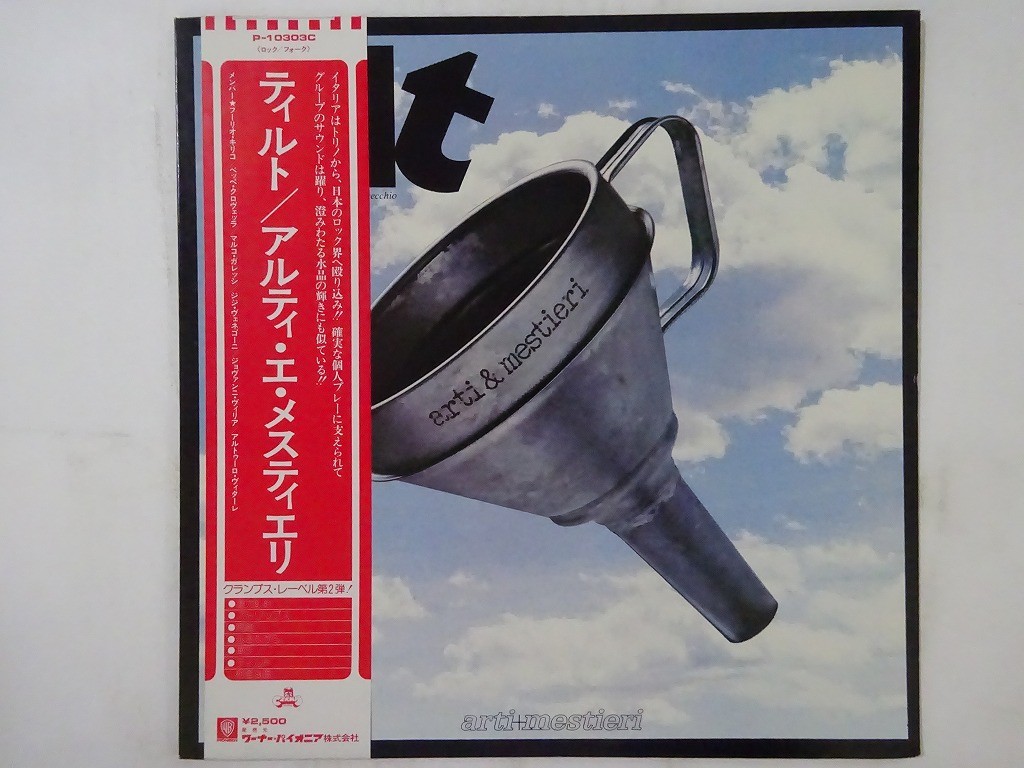 P-10303C
(ロック/フォーク)
イタリアはトリノから、日本のロック界へ殴り込み!! 確実な個人プレーに支えられて
グループのサウンドは躍り、澄みわたる水晶の輝きにも似ている!!
ティルト/アルティ・エ・メスティエリ
メンバー★フーリオ・キリコ ベッペ・クロヴェッラ マルコ・ガレッシ ジジ・ヴェネゴーニ ジョヴァンニ・ヴィリア アルトゥーロ・ヴィターレ
クランプス・レーベル第2弾!
¥2,500
発売元
ワーナー・パイオニア株式会社
lt
ecchio
arti & mestieri
arti+mestieri